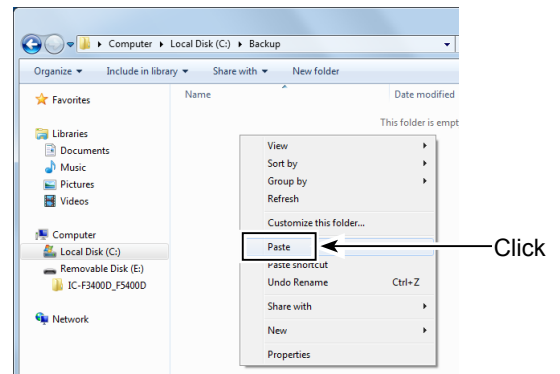 Computer ▸ Local Disk (C:) ▸ Backup
Organize ▾ Include in library ▾ Share with ▾ New folder
Favorites
Libraries
Documents
Music
Pictures
Videos
Computer
Local Disk (C:)
Removable Disk (E:)
IC-F3400D_F5400D
Network
Name Date modified
This folder is empt
View
Sort by
Group by
Refresh
Customize this folder...
Paste
Paste shortcut
Undo Rename Ctrl+Z
Share with
New
Properties
Click